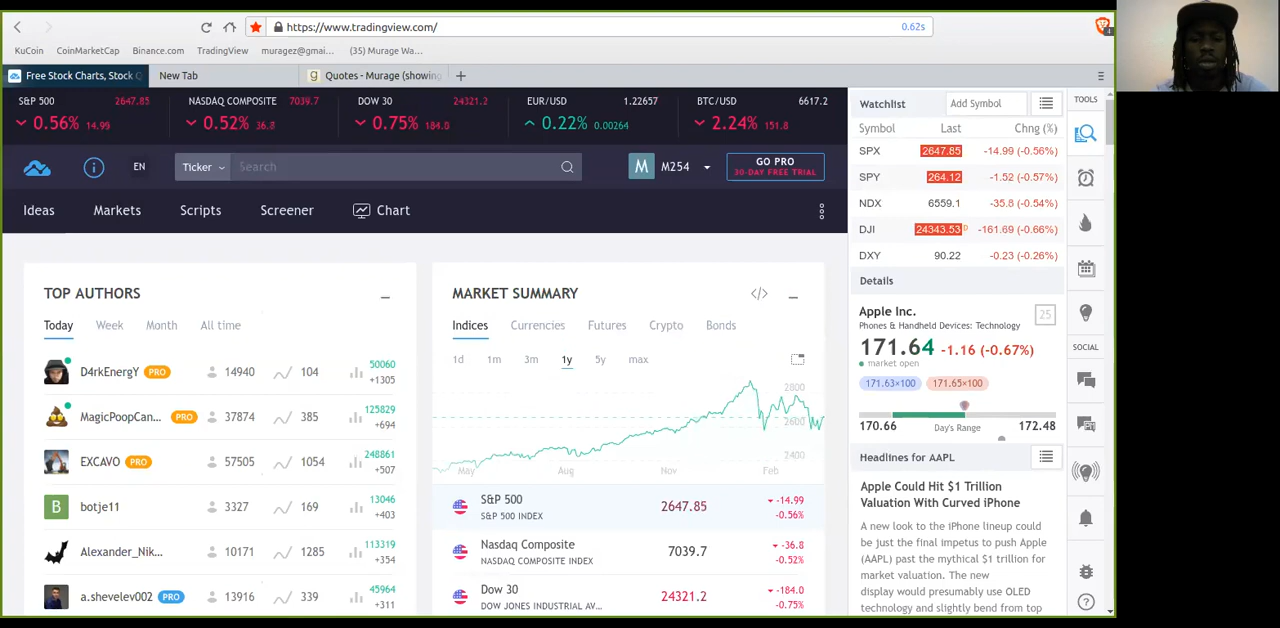 https://www.tradingview.com/
0.62s
4
KuCoin CoinMarketCap Binance.com TradingView muragez@gmai... (35) Murage Wa...
Free Stock Charts, Stock Q
New Tab
g Quotes - Murage (showing
S&P 500 2647.85
0.56% 14.99
NASDAQ COMPOSITE 7039.7
0.52% 36.8
DOW 30 24321.2
0.75% 184.0
EUR/USD 1.22657
0.22% 0.00264
BTC/USD 6617.2
2.24% 151.8
EN
Ticker
Search
M M254
GO PRO
30-DAY FREE TRIAL
Ideas Markets Scripts Screener Chart
TOP AUTHORS
Today Week Month All time
D4rkEnergY PRO 14940 104 50060
+1305
MagicPoopCan... PRO 37874 385 125829
+694
EXCAVO PRO 57505 1054 248861
+507
B botje11 3327 169 13046
+403
Alexander_Nik... 10171 1285 113319
+354
a.shevelev002 PRO 13916 339 45964
+311
MARKET SUMMARY
Indices Currencies Futures Crypto Bonds
1d 1m 3m 1y 5y max
2800
2600
2400
May Aug Nov Feb
S&P 500
S&P 500 INDEX
2647.85
-14.99
-0.56%
Nasdaq Composite
NASDAQ COMPOSITE INDEX
7039.7
-36.8
-0.52%
Dow 30
DOW JONES INDUSTRIAL AV...
24321.2
-184.0
-0.75%
Watchlist
Add Symbol
Symbol Last Chng (%)
SPX 2647.85 -14.99 (-0.56%)
SPY 264.12 -1.52 (-0.57%)
NDX 6559.1 -35.8 (-0.54%)
DJI 24343.53 D -161.69 (-0.66%)
DXY 90.22 -0.23 (-0.26%)
Details
Apple Inc.
25
Phones & Handheld Devices: Technology
171.64 -1.16 (-0.67%)
market open
171.63×100 171.65×100
170.66 Day's Range 172.48
Headlines for AAPL
Apple Could Hit $1 Trillion
Valuation With Curved iPhone
A new look to the iPhone lineup could
be just the final impetus to push Apple
(AAPL) past the mythical $1 trillion for
market valuation. The new
display would presumably use OLED
technology and slightly bend from top
TOOLS
SOCIAL